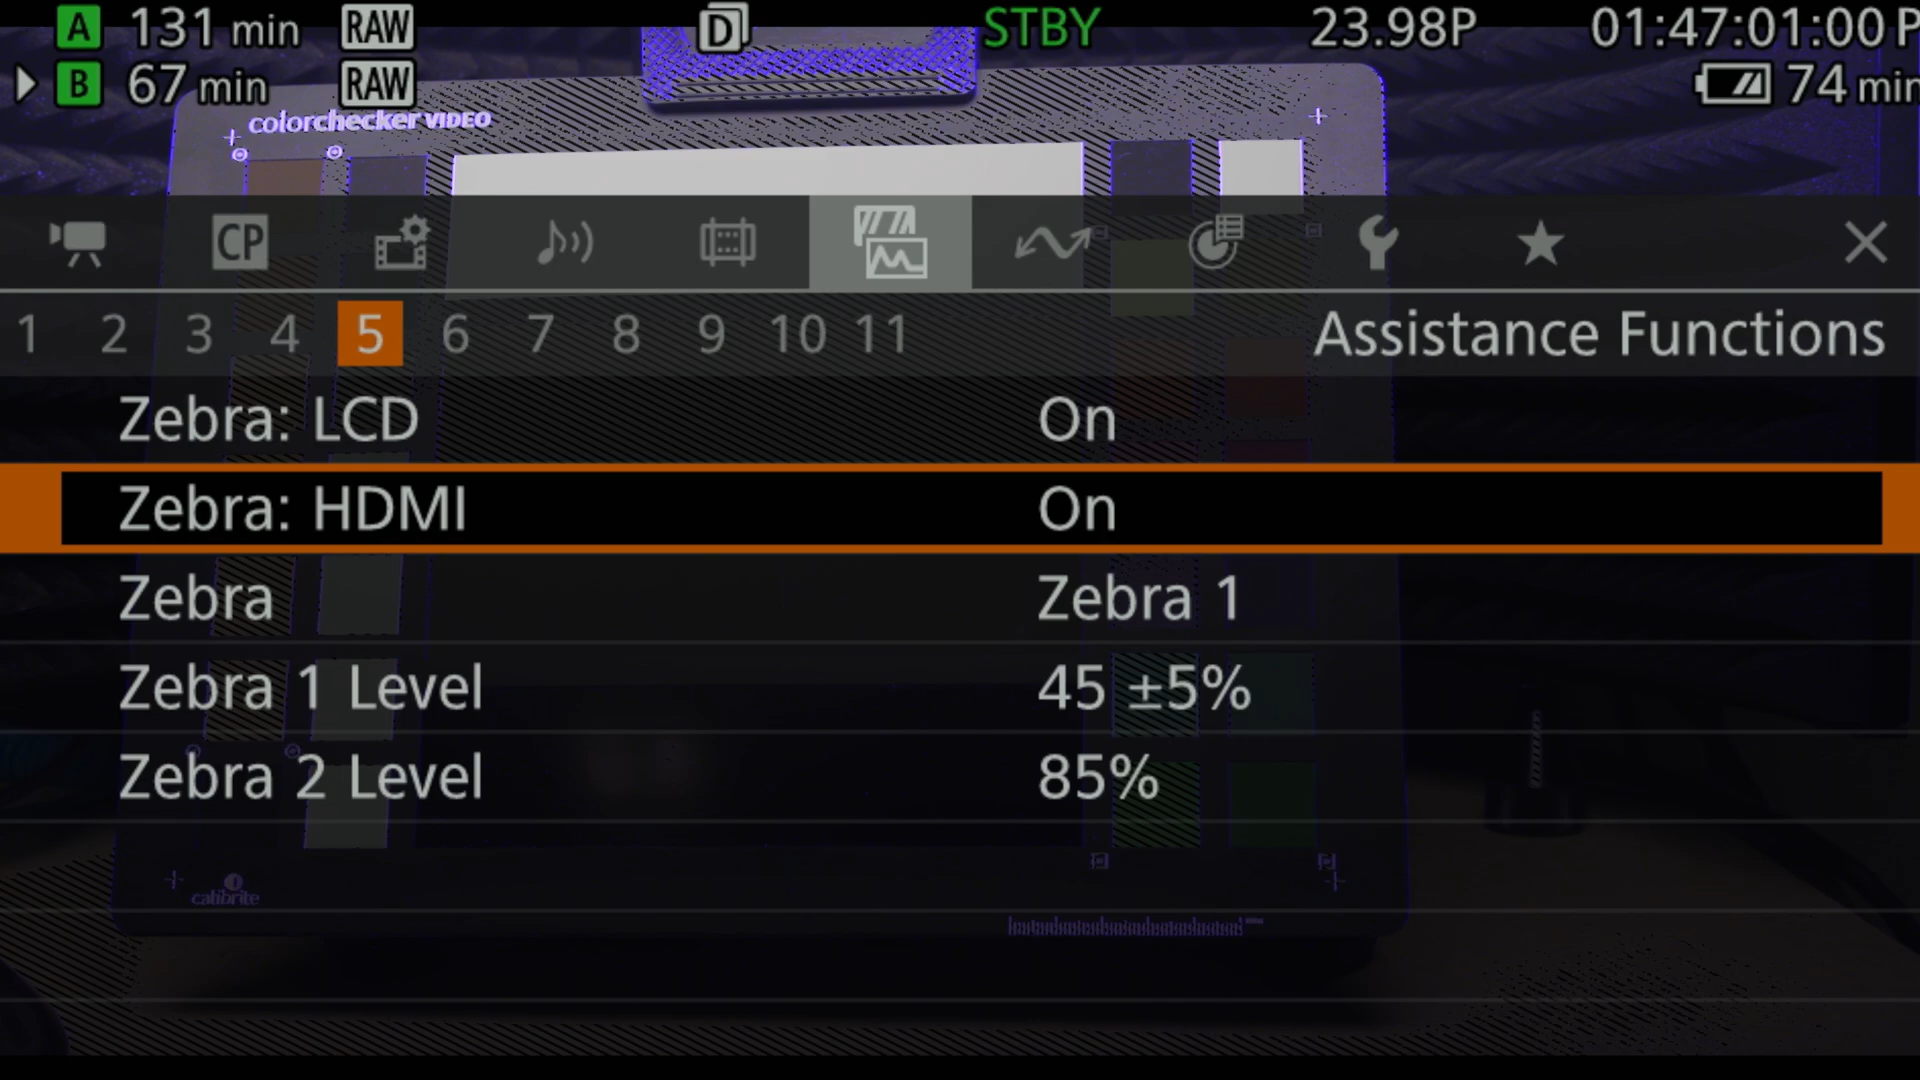 A 131 min RAW D STBY 23.98P 01:47:01:00 P
B 67 min RAW 74 min
colorchecker VIDEO
CP
1 2 3 4 5 6 7 8 9 10 11 Assistance Functions
Zebra: LCD On
Zebra: HDMI On
Zebra Zebra 1
Zebra 1 Level 45 ±5%
Zebra 2 Level 85%
calibrite